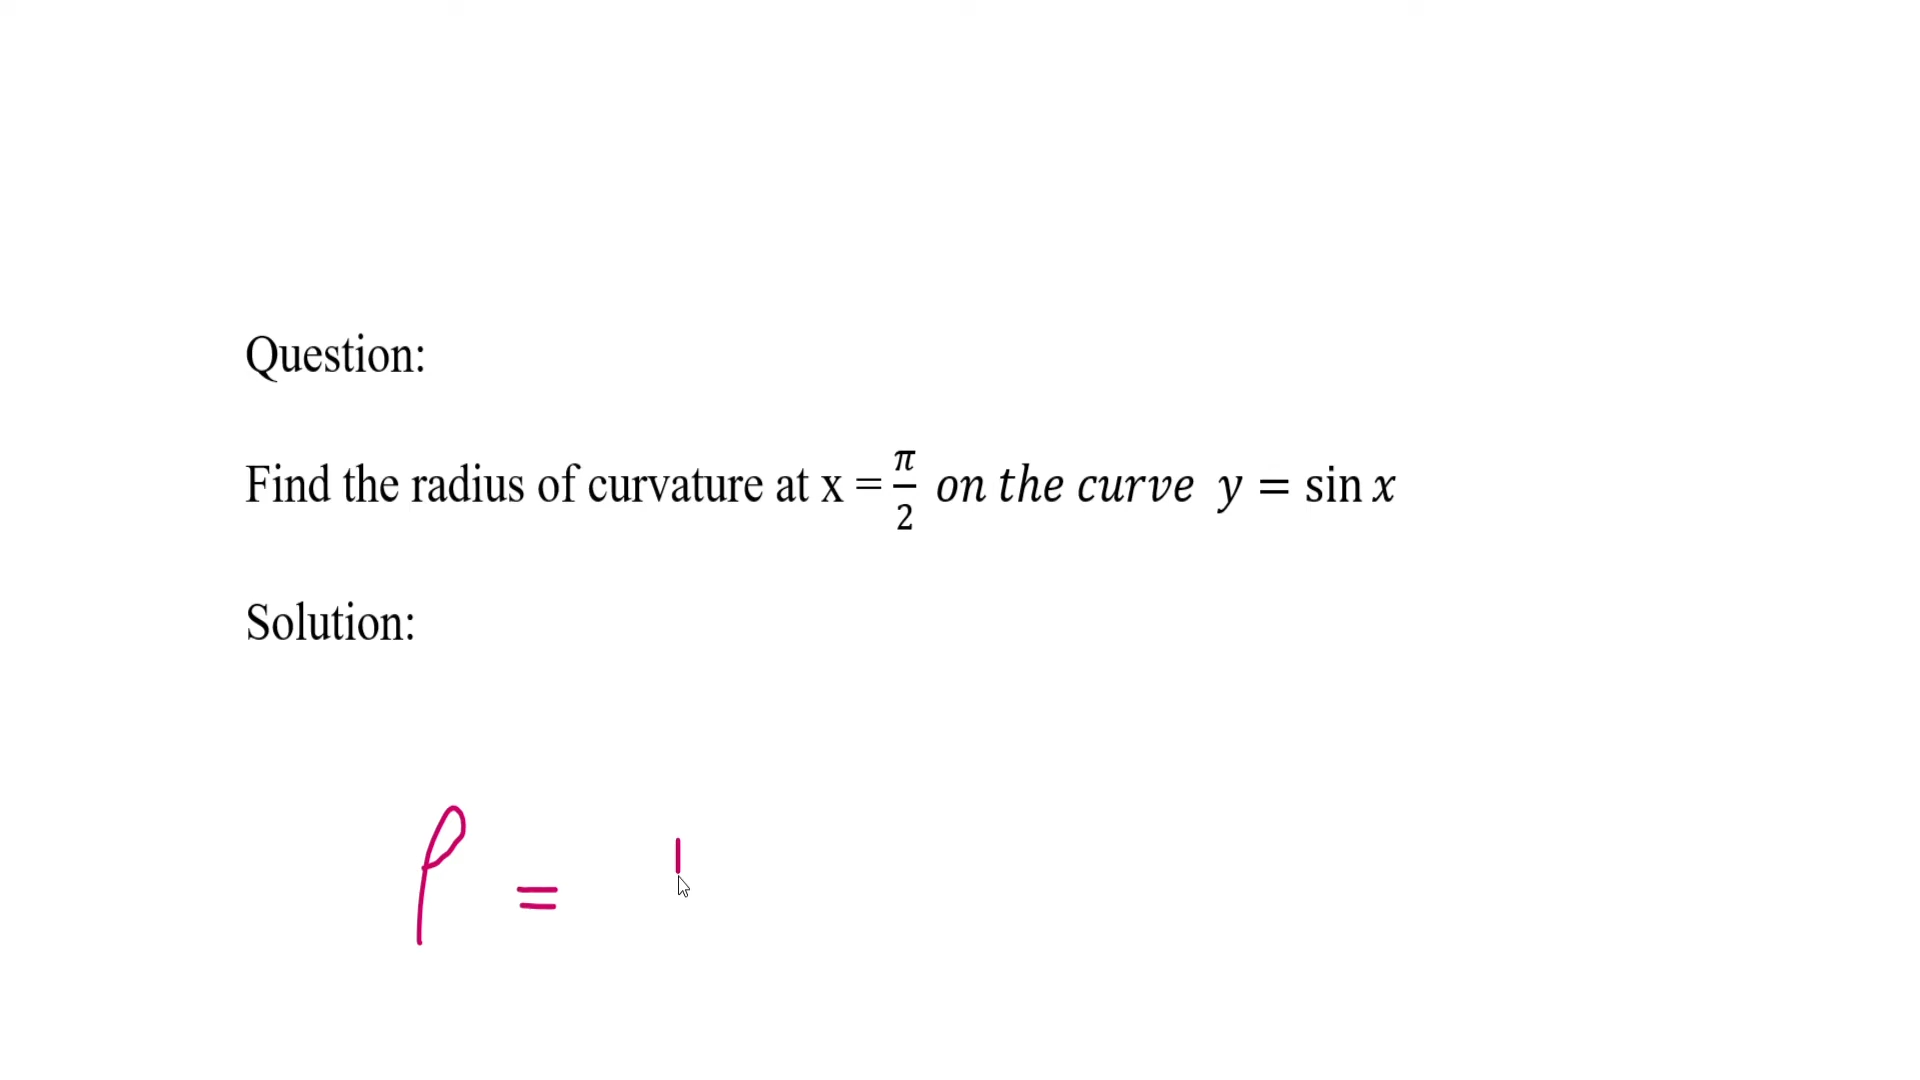 Question:
Find the radius of curvature at x = π/2 on the curve y = sin x
Solution:
ρ = 1